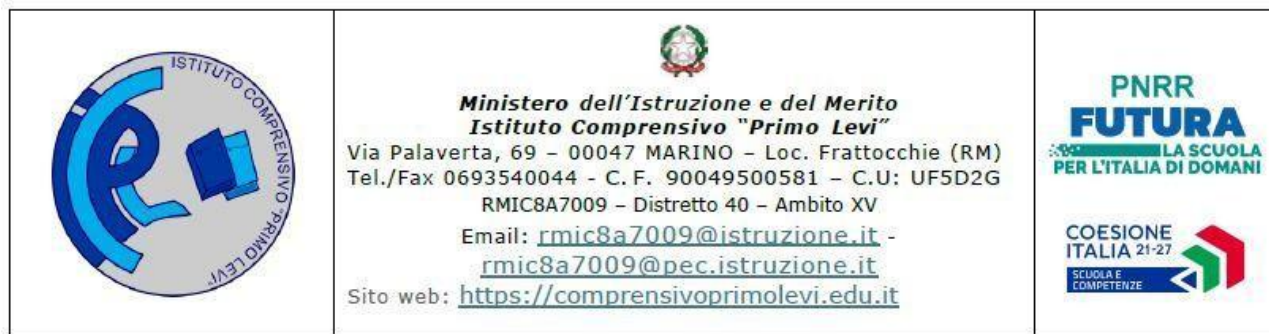 ISTITUTO COMPRENSIVO "PRIMO LEVI"
Ministero dell'Istruzione e del Merito
Istituto Comprensivo "Primo Levi"
Via Palaverta, 69 – 00047 MARINO – Loc. Frattocchie (RM)
Tel./Fax 0693540044 - C. F. 90049500581 – C.U: UF5D2G
RMIC8A7009 – Distretto 40 – Ambito XV
Email: rmic8a7009@istruzione.it -
rmic8a7009@pec.istruzione.it
Sito web: https://comprensivoprimolevi.edu.it
PNRR
FUTURA
LA SCUOLA
PER L'ITALIA DI DOMANI
COESIONE
ITALIA 21-27
SCUOLA E
COMPETENZE